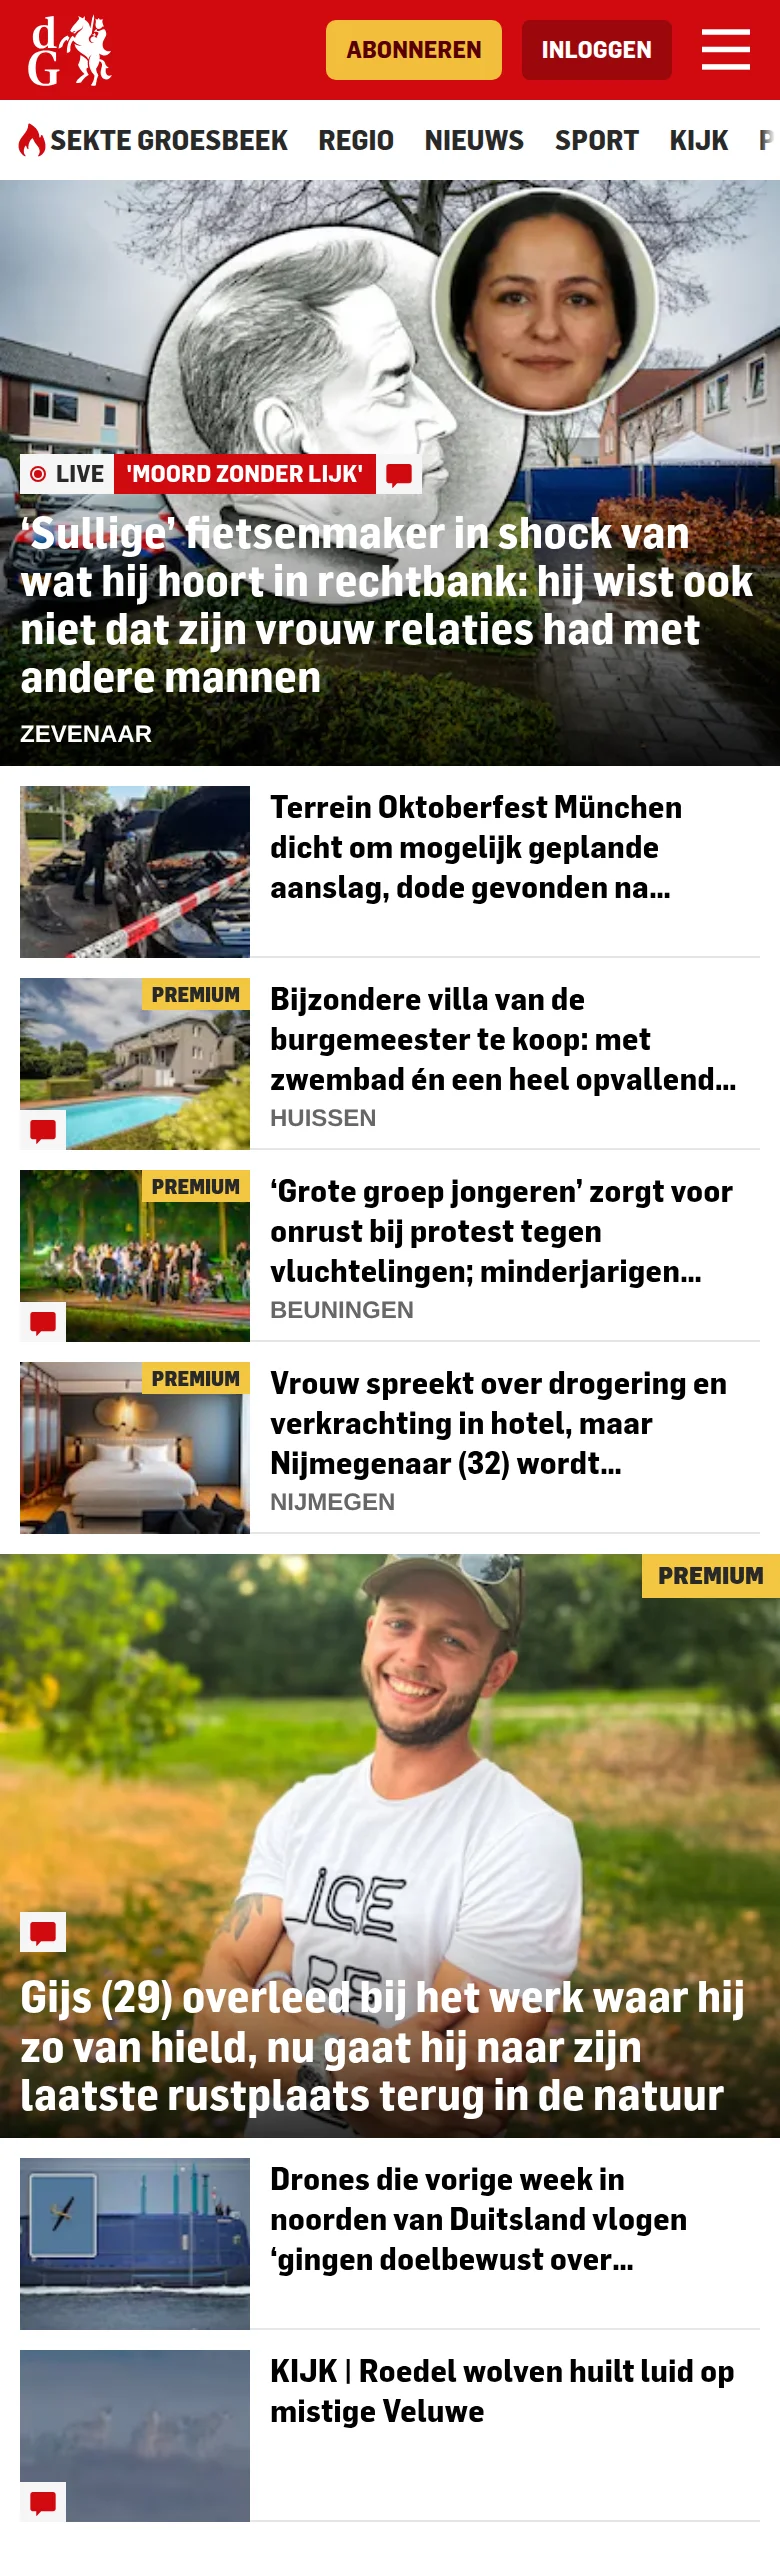 dG
ABONNEREN
INLOGGEN
SEKTE GROESBEEK REGIO NIEUWS SPORT KIJK
LIVE 'MOORD ZONDER LIJK'
‘Sullige’ fietsenmaker in shock van
wat hij hoort in rechtbank: hij wist ook
niet dat zijn vrouw relaties had met
andere mannen
ZEVENAAR
Terrein Oktoberfest München
dicht om mogelijk geplande
aanslag, dode gevonden na...
PREMIUM
Bijzondere villa van de
burgemeester te koop: met
zwembad én een heel opvallend...
HUISSEN
PREMIUM
‘Grote groep jongeren’ zorgt voor
onrust bij protest tegen
vluchtelingen; minderjarigen...
BEUNINGEN
PREMIUM
Vrouw spreekt over drogering en
verkrachting in hotel, maar
Nijmegenaar (32) wordt...
NIJMEGEN
PREMIUM
ICE
Gijs (29) overleed bij het werk waar hij
zo van hield, nu gaat hij naar zijn
laatste rustplaats terug in de natuur
Drones die vorige week in
noorden van Duitsland vlogen
‘gingen doelbewust over...
KIJK | Roedel wolven huilt luid op
mistige Veluwe